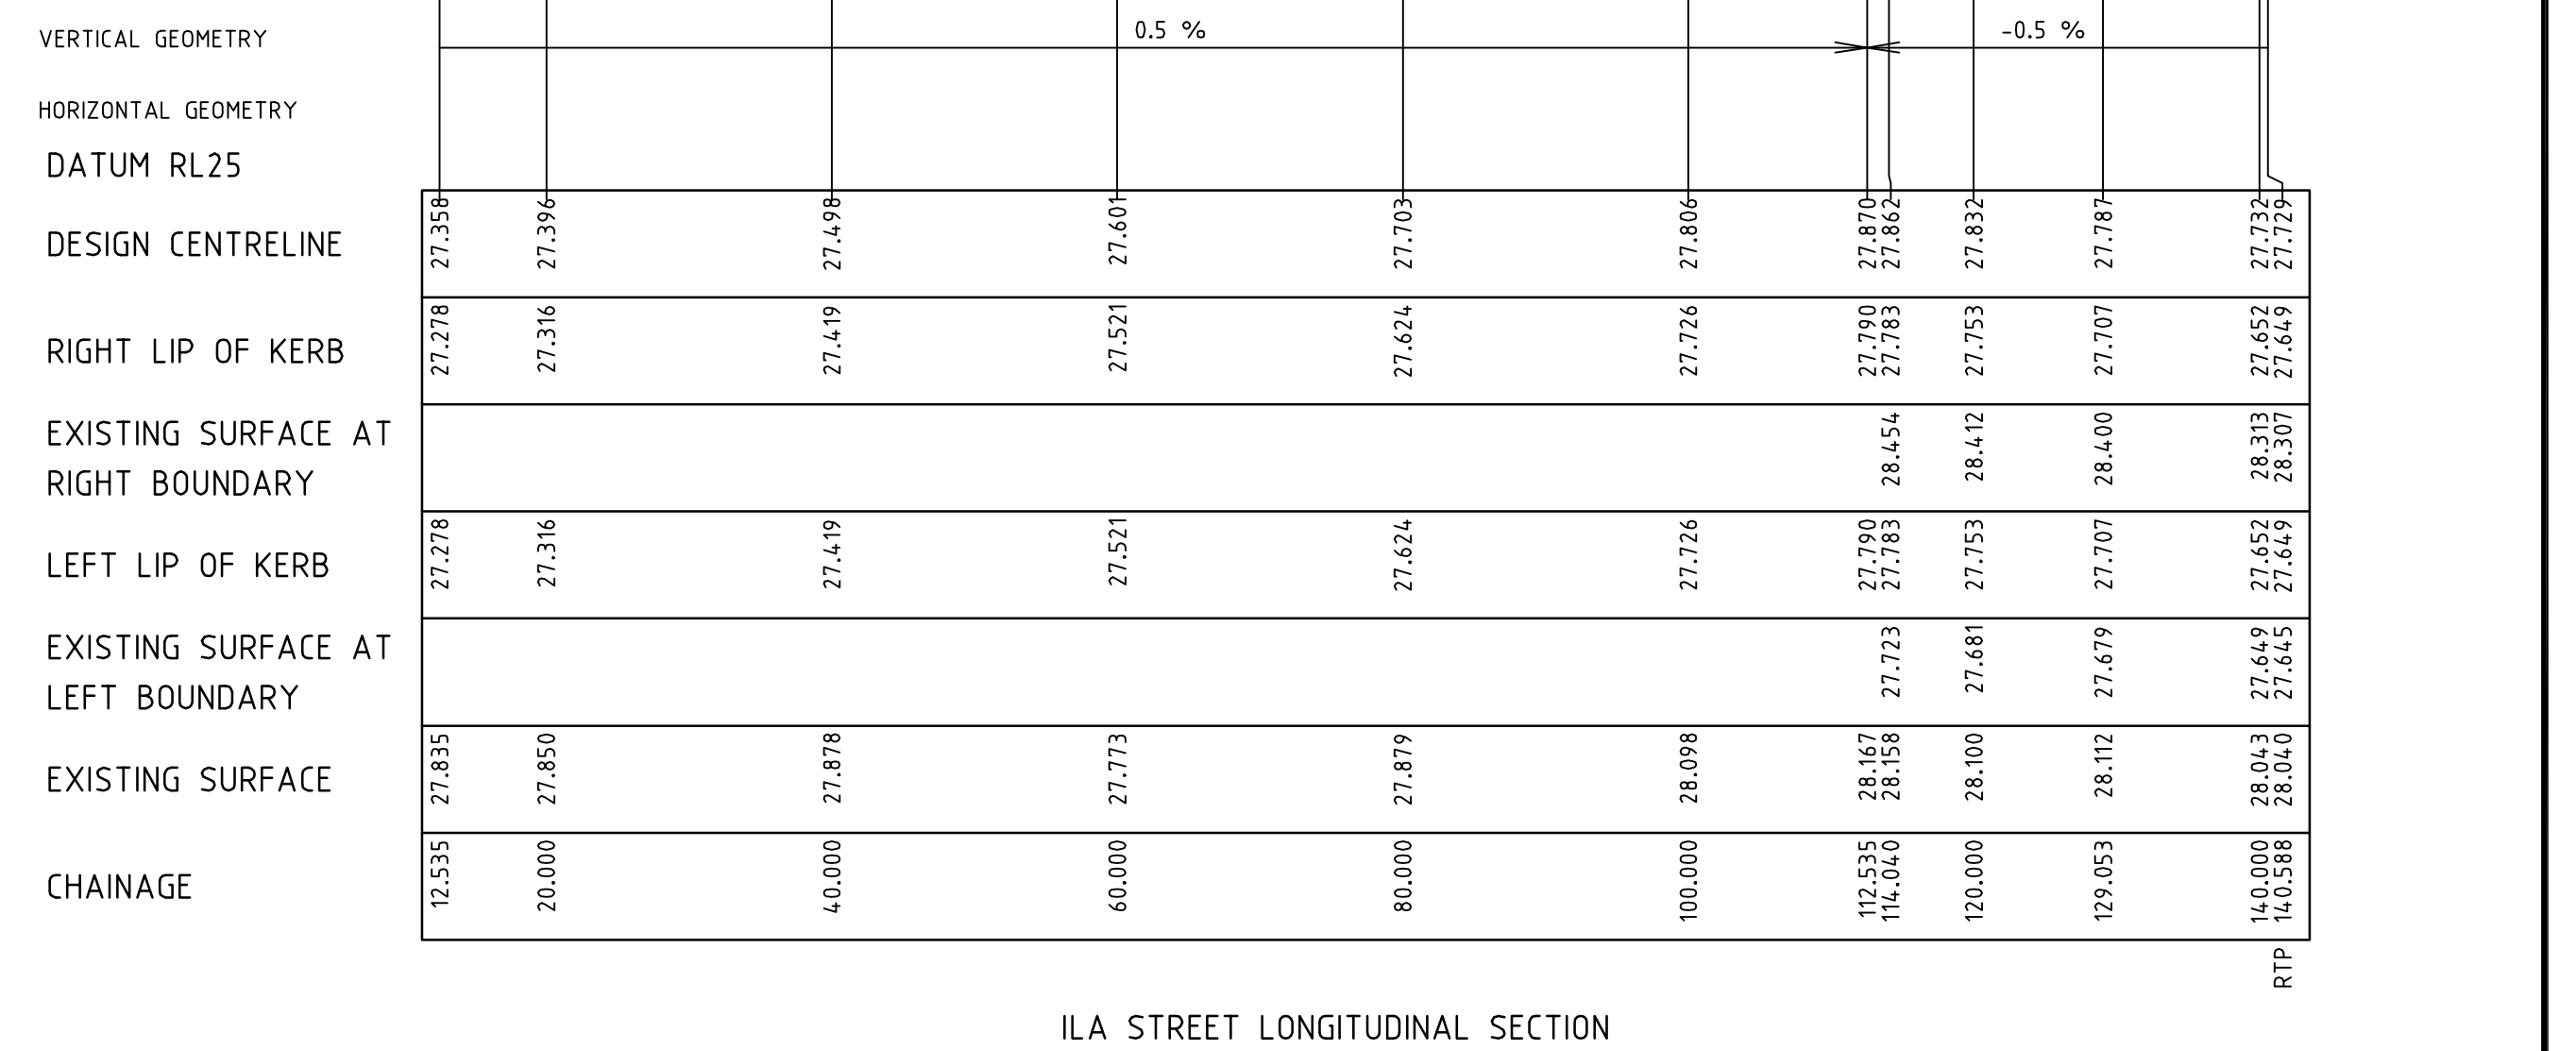 VERTICAL GEOMETRY 0.5 % -0.5 %
HORIZONTAL GEOMETRY
DATUM RL25
DESIGN CENTRELINE 27.358 27.396 27.498 27.601 27.703 27.806 27.870 27.862 27.832 27.787 27.732 27.729
RIGHT LIP OF KERB 27.278 27.316 27.419 27.521 27.624 27.726 27.790 27.783 27.753 27.707 27.652 27.649
EXISTING SURFACE AT
RIGHT BOUNDARY 28.454 28.412 28.400 28.313 28.307
LEFT LIP OF KERB 27.278 27.316 27.419 27.521 27.624 27.726 27.790 27.783 27.753 27.707 27.652 27.649
EXISTING SURFACE AT
LEFT BOUNDARY 27.723 27.681 27.679 27.649 27.645
EXISTING SURFACE 27.835 27.850 27.878 27.773 27.879 28.098 28.167 28.158 28.100 28.112 28.043 28.040
CHAINAGE 12.535 20.000 40.000 60.000 80.000 100.000 112.535 114.040 120.000 129.053 140.000 140.588
RTP
ILA STREET LONGITUDINAL SECTION